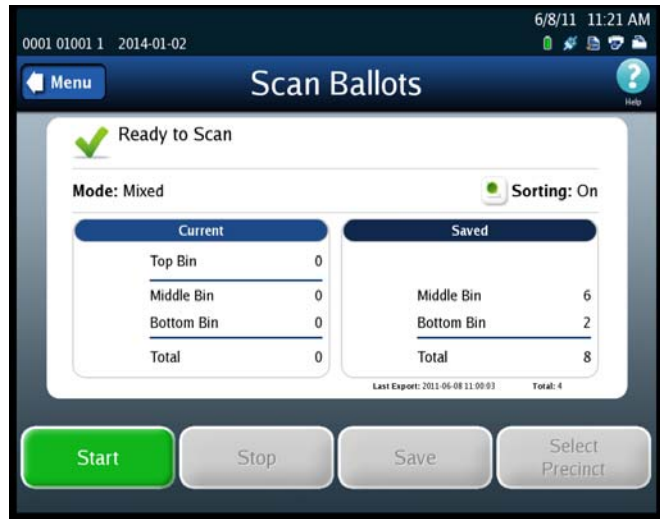 6/8/11 11:21 AM
0001 01001 1 2014-01-02
Menu
Scan Ballots
Help
Ready to Scan
Mode: Mixed
Sorting: On
Current
Top Bin 0
Middle Bin 0
Bottom Bin 0
Total 0
Saved
Middle Bin 6
Bottom Bin 2
Total 8
Last Export: 2011-06-08 11:00:03 Total: 4
Start
Stop
Save
Select
Precinct